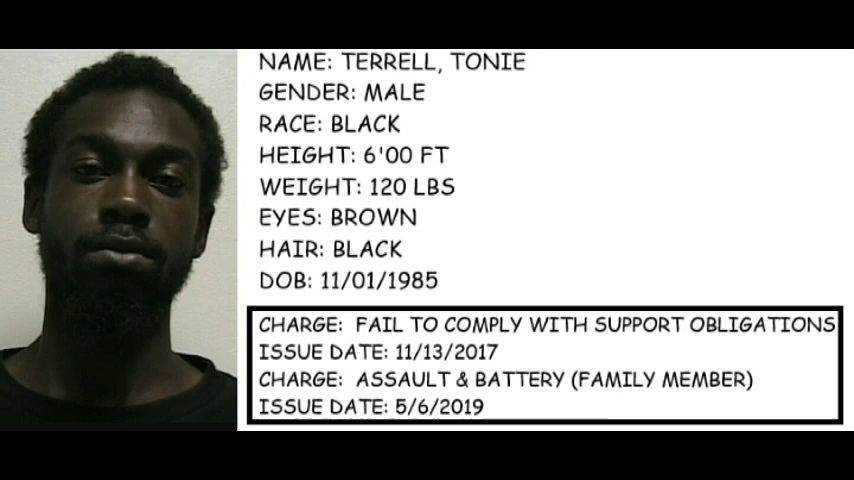 NAME: TERRELL, TONIE
GENDER: MALE
RACE: BLACK
HEIGHT: 6'00 FT
WEIGHT: 120 LBS
EYES: BROWN
HAIR: BLACK
DOB: 11/01/1985
CHARGE: FAIL TO COMPLY WITH SUPPORT OBLIGATIONS
ISSUE DATE: 11/13/2017
CHARGE: ASSAULT & BATTERY (FAMILY MEMBER)
ISSUE DATE: 5/6/2019